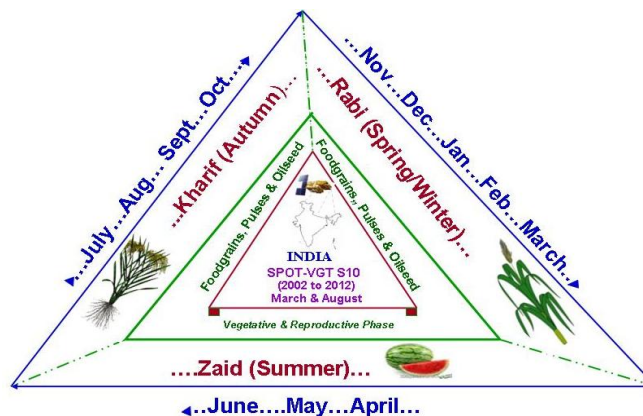 ...July...Aug... Sept...Oct...
...Kharif (Autumn)...
Foodgrains, Pulses & Oilseed
...Nov...Dec...Jan...Feb...March...
...Rabi (Spring/Winter)...
Foodgrains,, Pulses & Oilseed
INDIA
SPOT-VGT S10
(2002 to 2012)
March & August
Vegetative & Reproductive Phase
....Zaid (Summer)...
...June....May...April...